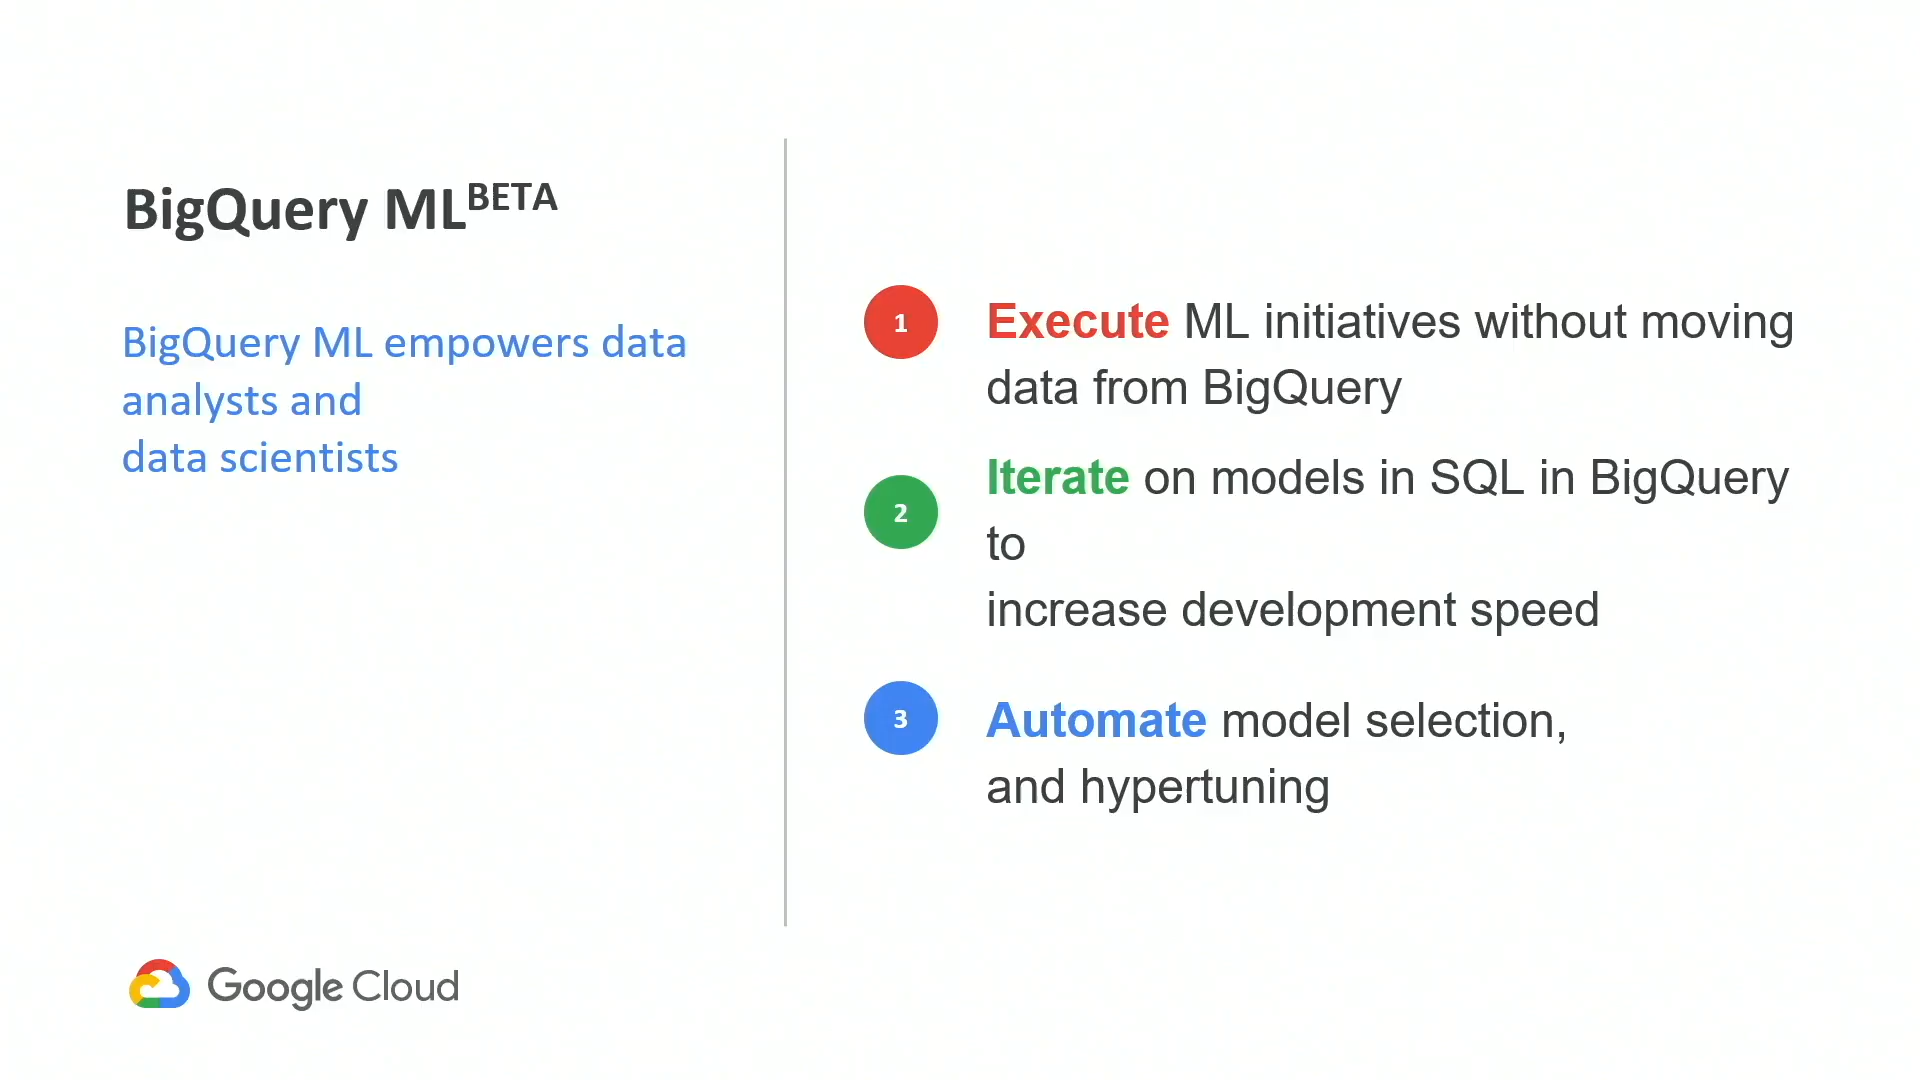 BigQuery ML BETA
BigQuery ML empowers data
analysts and
data scientists
1
Execute ML initiatives without moving
data from BigQuery
2
Iterate on models in SQL in BigQuery
to
increase development speed
3
Automate model selection,
and hypertuning
Google Cloud